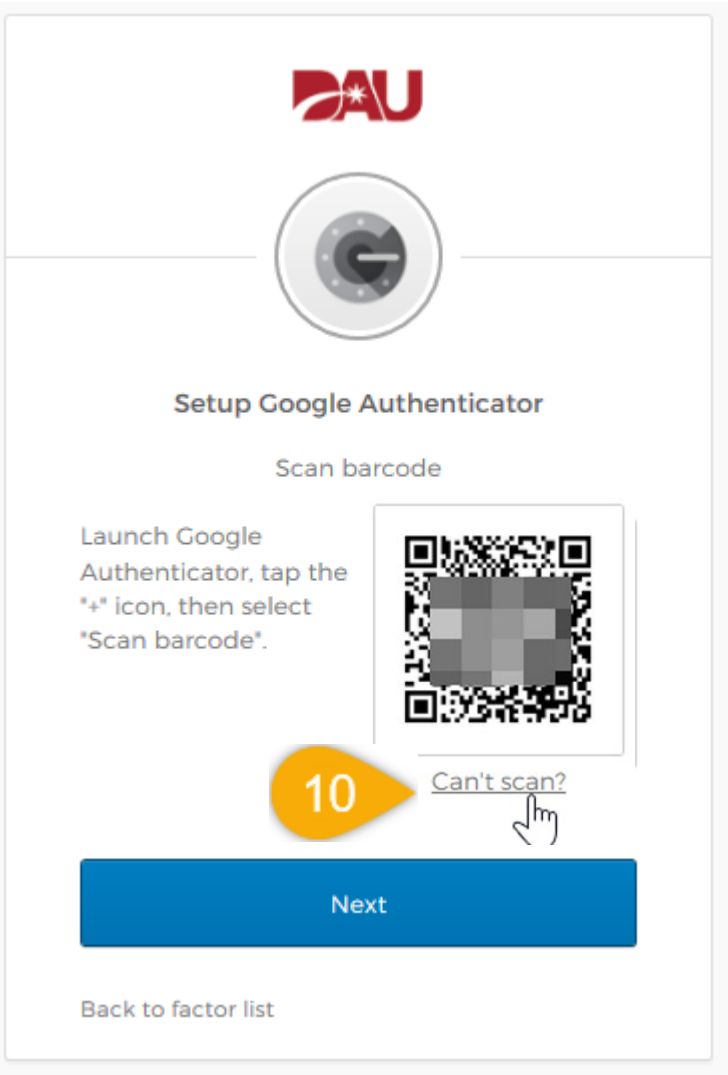 DAU
Setup Google Authenticator
Scan barcode
Launch Google
Authenticator, tap the
"+" icon, then select
"Scan barcode".
10
Can't scan?
Next
Back to factor list